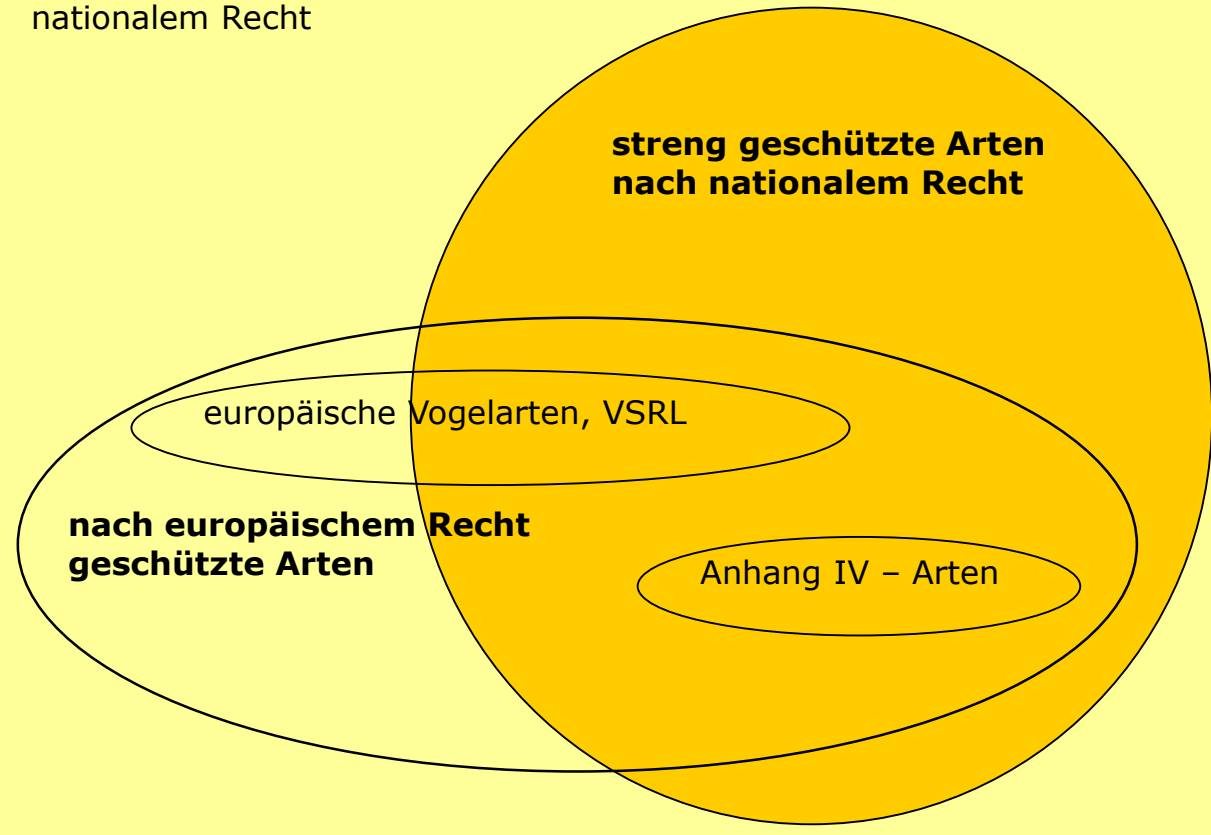 nationalem Recht
streng geschützte Arten
nach nationalem Recht
europäische Vogelarten, VSRL
nach europäischem Recht
geschützte Arten
Anhang IV – Arten